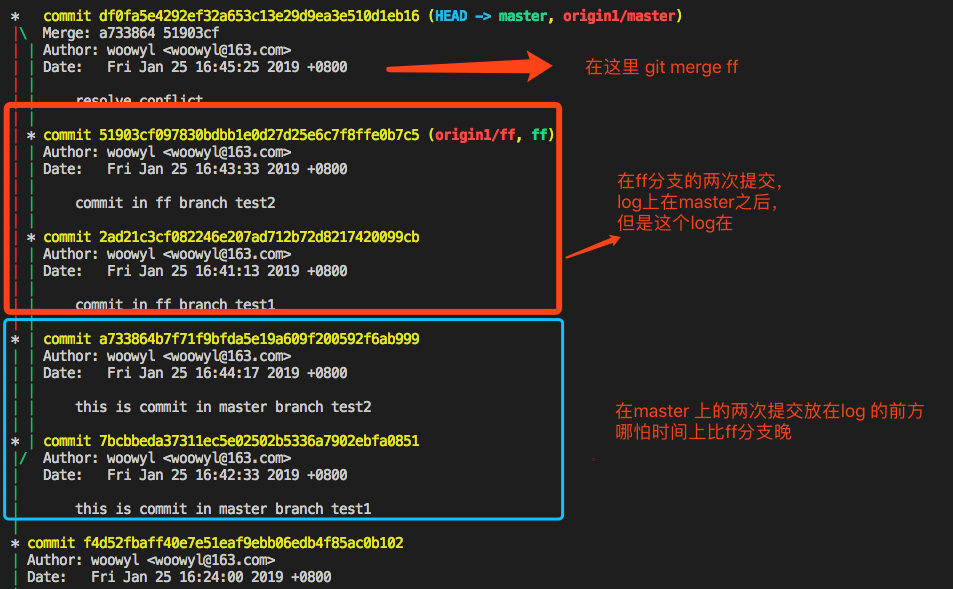 * commit df0fa5e4292ef32a653c13e29d9ea3e510d1eb16 (HEAD -> master, origin1/master)
|\ Merge: a733864 51903cf
| | Author: woowyl <woowyl@163.com>
| | Date:   Fri Jan 25 16:45:25 2019 +0800
在这里 git merge ff
resolve conflict
| * commit 51903cf097830bdbb1e0d27d25e6c7f8ffe0b7c5 (origin1/ff, ff)
| | Author: woowyl <woowyl@163.com>
| | Date:   Fri Jan 25 16:43:33 2019 +0800
在ff分支的两次提交,
log上在master之后,
但是这个log在
| | commit in ff branch test2
| * commit 2ad21c3cf082246e207ad712b72d8217420099cb
| | Author: woowyl <woowyl@163.com>
| | Date:   Fri Jan 25 16:41:13 2019 +0800
| | commit in ff branch test1
* | commit a733864b7f71f9bfda5e19a609f200592f6ab999
| | Author: woowyl <woowyl@163.com>
| | Date:   Fri Jan 25 16:44:17 2019 +0800
| | this is commit in master branch test2
在master 上的两次提交放在log 的前方
哪怕时间上比ff分支晚
* | commit 7bcbbeda37311ec5e02502b5336a7902ebfa0851
|/ Author: woowyl <woowyl@163.com>
| Date:   Fri Jan 25 16:42:33 2019 +0800
| this is commit in master branch test1
* commit f4d52fbaff40e7e51eaf9ebb06edb4f85ac0b102
| Author: woowyl <woowyl@163.com>
| Date:   Fri Jan 25 16:24:00 2019 +0800